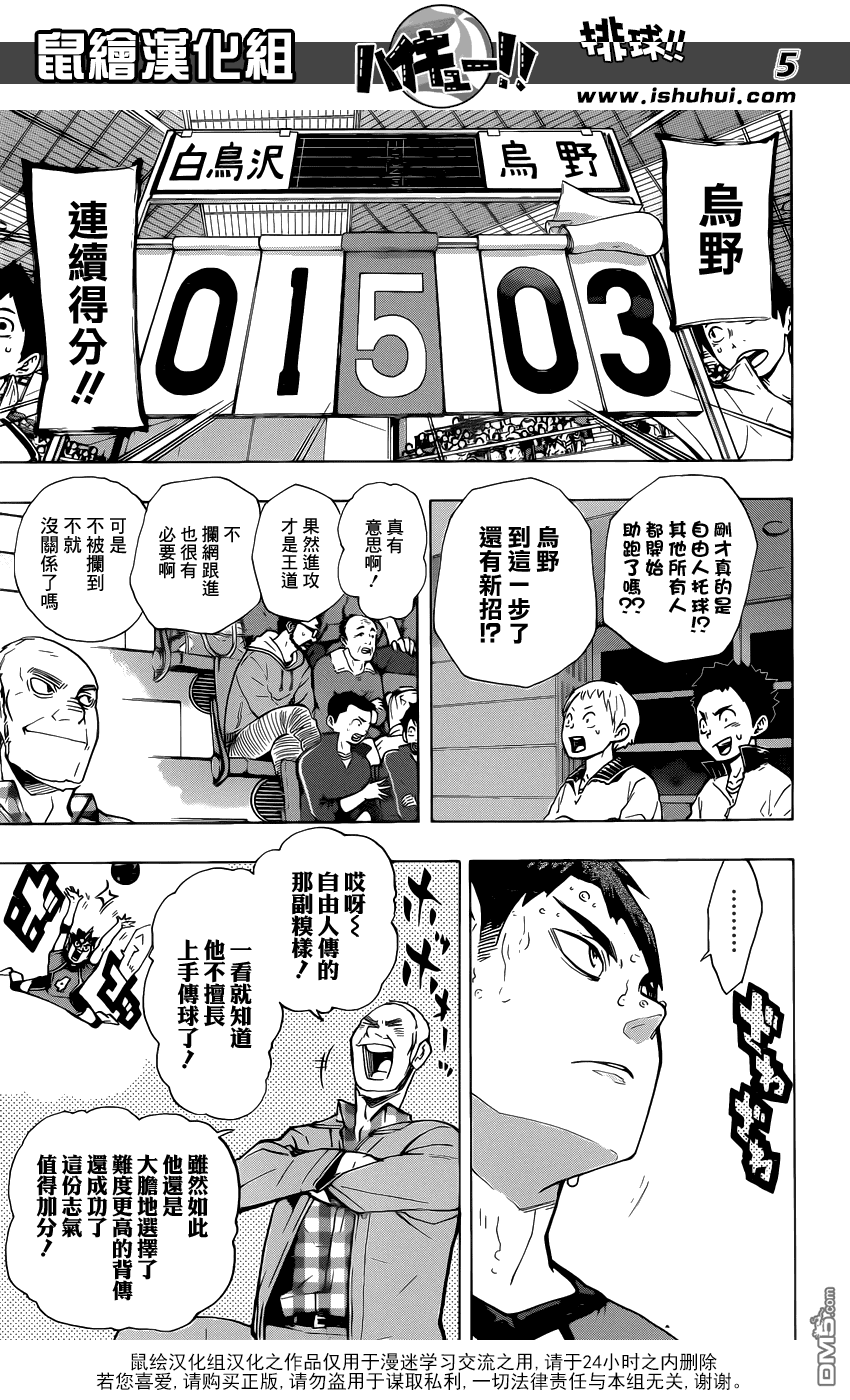 鼠繪漢化組
ハイキュー!!
排球!!
5
www.ishuhui.com
白鳥沢
烏野
烏野
連續得分!!
01
5
03
剛才真的是
自由人托球!?
其他所有人
都開始
助跑了嗎??
烏野
到這一步了
還有新招!?
真有
意思啊!
果然進攻
才是王道
不
攔網跟進
也很有
必要啊
可是
不被攔到
不就
沒關係了嗎
………
哎呀~
自由人傳的
那副糗樣!
一看就知道
他不擅長
上手傳球了!
4
雖然如此
他還是
大膽地選擇了
難度更高的背傳
還成功了
這份志氣
值得加分!
DM5.com
鼠绘汉化组汉化之作品仅用于漫迷学习交流之用, 请于24小时之内删除
若您喜爱, 请购买正版, 请勿盗用于谋取私利, 一切法律责任与本组无关, 谢谢。